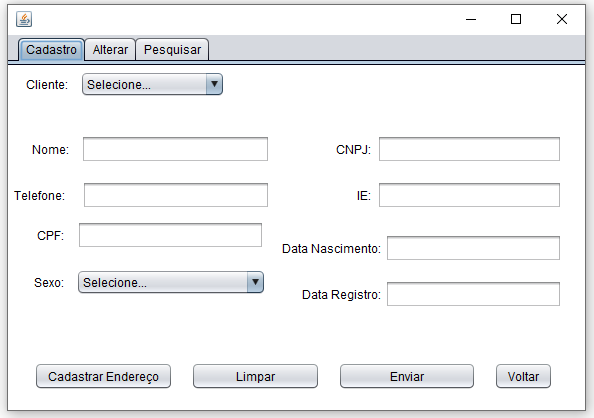 Cadastro Alterar Pesquisar
Cliente: Selecione...
Nome: CNPJ:
Telefone: IE:
CPF:
Data Nascimento:
Sexo: Selecione...
Data Registro:
Cadastrar Endereço Limpar Enviar Voltar